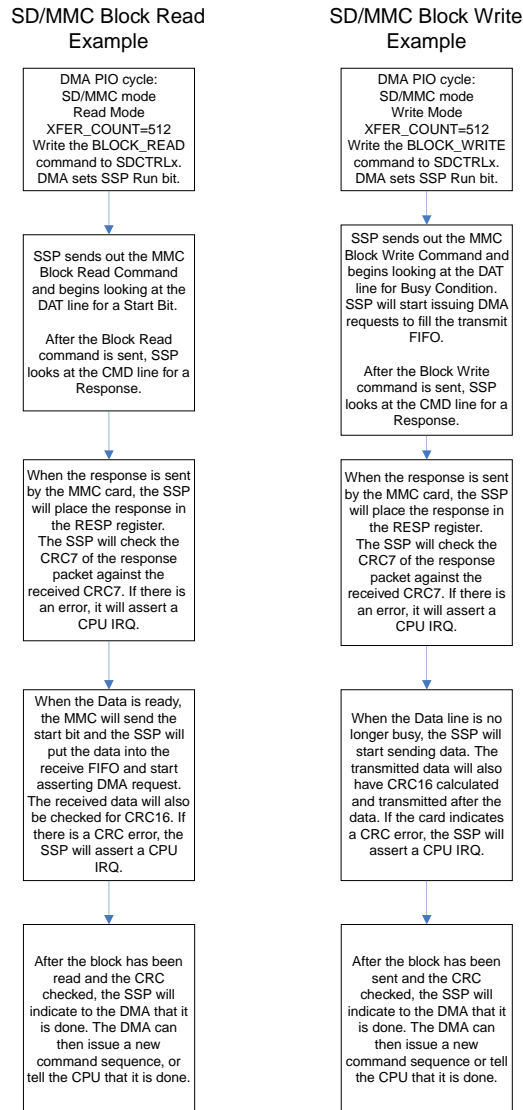 SD/MMC Block Read
Example
DMA PIO cycle:
SD/MMC mode
Read Mode
XFER_COUNT=512
Write the BLOCK_READ
command to SDCTRLx.
DMA sets SSP Run bit.
SSP sends out the MMC
Block Read Command
and begins looking at the
DAT line for a Start Bit.
After the Block Read
command is sent, SSP
looks at the CMD line for a
Response.
When the response is sent
by the MMC card, the SSP
will place the response in
the RESP register.
The SSP will check the
CRC7 of the response
packet against the
received CRC7. If there is
an error, it will assert a
CPU IRQ.
When the Data is ready,
the MMC will send the
start bit and the SSP will
put the data into the
receive FIFO and start
asserting DMA request.
The received data will also
be checked for CRC16. If
there is a CRC error, the
SSP will assert a CPU
IRQ.
After the block has been
read and the CRC
checked, the SSP will
indicate to the DMA that it
is done. The DMA can
then issue a new
command sequence, or
tell the CPU that it is done.
SD/MMC Block Write
Example
DMA PIO cycle:
SD/MMC mode
Write Mode
XFER_COUNT=512
Write the BLOCK_WRITE
command to SDCTRLx.
DMA sets SSP Run bit.
SSP sends out the MMC
Block Write Command and
begins looking at the DAT
line for Busy Condition.
SSP will start issuing DMA
requests to fill the transmit
FIFO.
After the Block Write
command is sent, SSP
looks at the CMD line for a
Response.
When the response is sent
by the MMC card, the SSP
will place the response in
the RESP register.
The SSP will check the
CRC7 of the response
packet against the
received CRC7. If there is
an error, it will assert a
CPU IRQ.
When the Data line is no
longer busy, the SSP will
start sending data. The
transmitted data will also
have CRC16 calculated
and transmitted after the
data. If the card indicates
a CRC error, the SSP will
assert a CPU IRQ.
After the block has been
sent and the CRC
checked, the SSP will
indicate to the DMA that it
is done. The DMA can
then issue a new
command sequence or tell
the CPU that it is done.